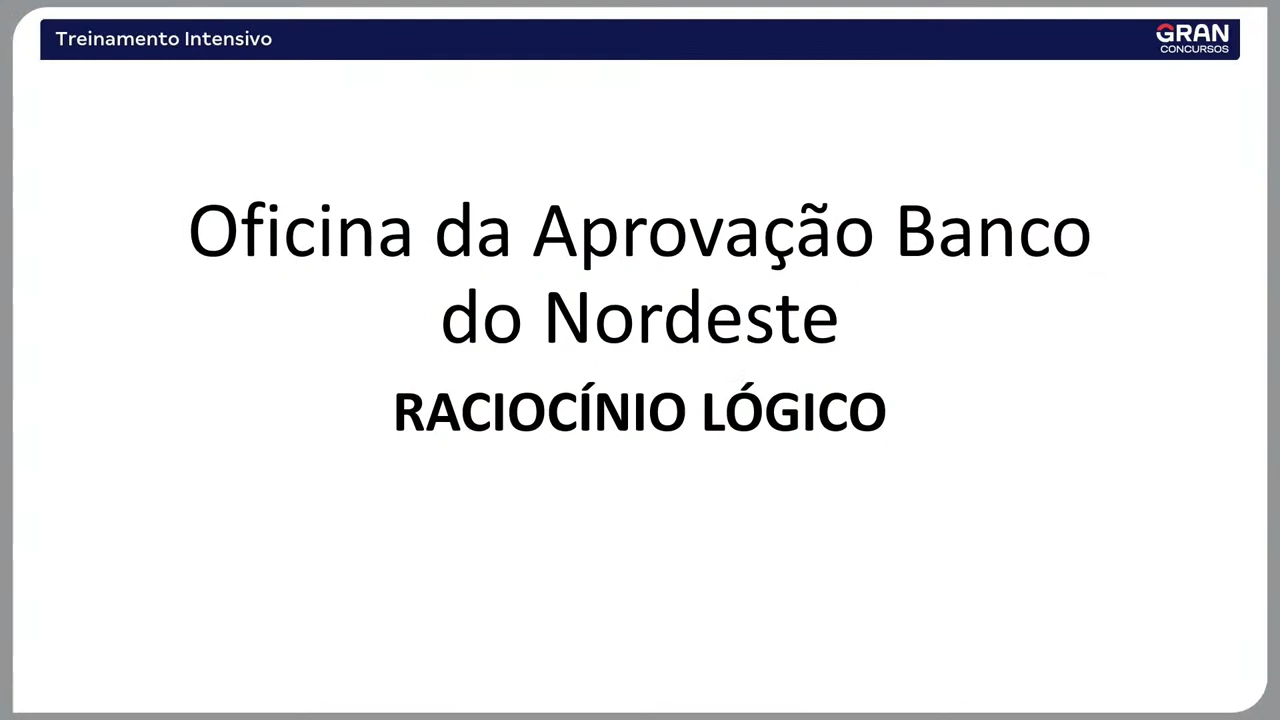 Treinamento Intensivo
GRAN
CONCURSOS
Oficina da Aprovação Banco
do Nordeste
RACIOCÍNIO LÓGICO